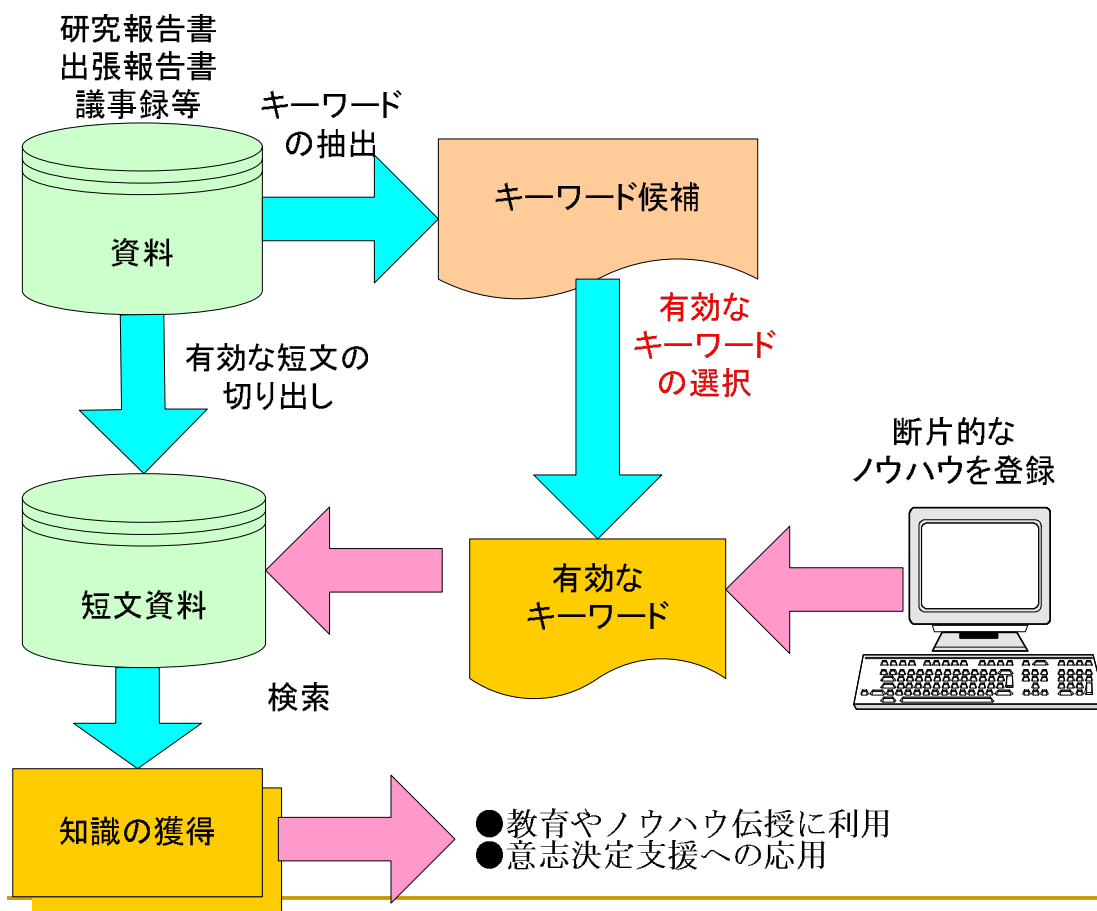 研究報告書
出張報告書
議事録等
キーワード
の抽出
資料
キーワード候補
有効な
キーワード
の選択
有効な短文の
切り出し
断片的な
ノウハウを登録
短文資料
有効な
キーワード
検索
知識の獲得
●教育やノウハウ伝授に利用
●意志決定支援への応用